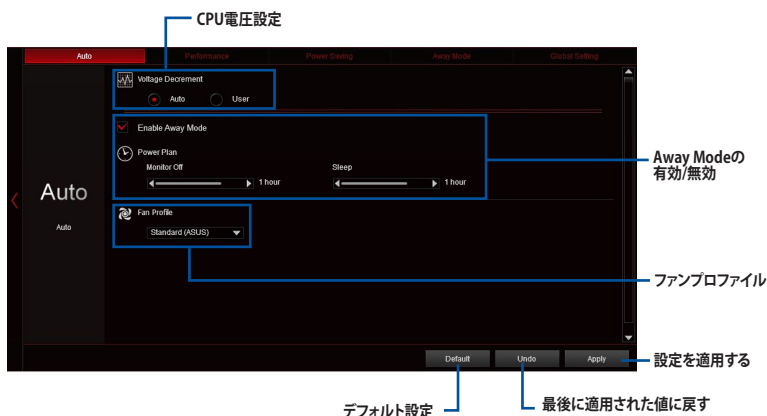 CPU電圧設定
Auto
Performance
Power Saving
Away Mode
Global Setting
Voltage Decrement
Auto
User
Enable Away Mode
Power Plan
Monitor Off
Sleep
1 hour
1 hour
Auto
Auto
Fan Profile
Standard (ASUS)
Away Modeの
有効/無効
ファンプロファイル
Default
Undo
Apply
設定を適用する
デフォルト設定
最後に適用された値に戻す